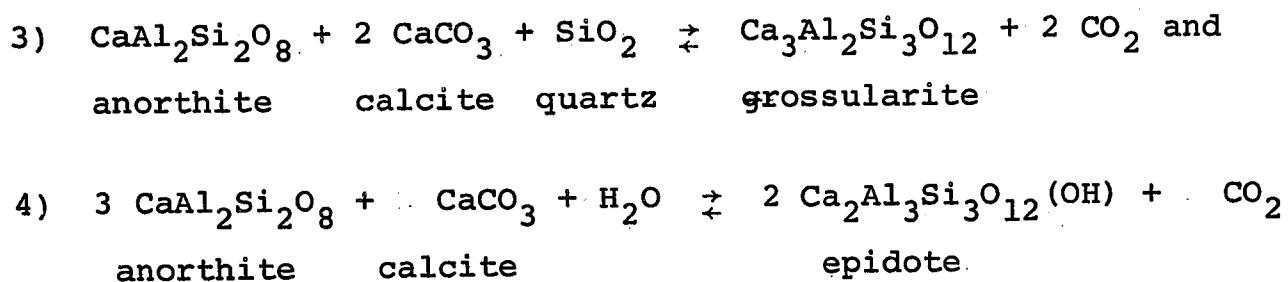 3) CaAl₂Si₂O₈ + 2 CaCO₃ + SiO₂ ⇄ Ca₃Al₂Si₃O₁₂ + 2 CO₂ and
anorthite calcite quartz grossularite
4) 3 CaAl₂Si₂O₈ + CaCO₃ + H₂O ⇄ 2 Ca₂Al₃Si₃O₁₂(OH) + CO₂
anorthite calcite epidote